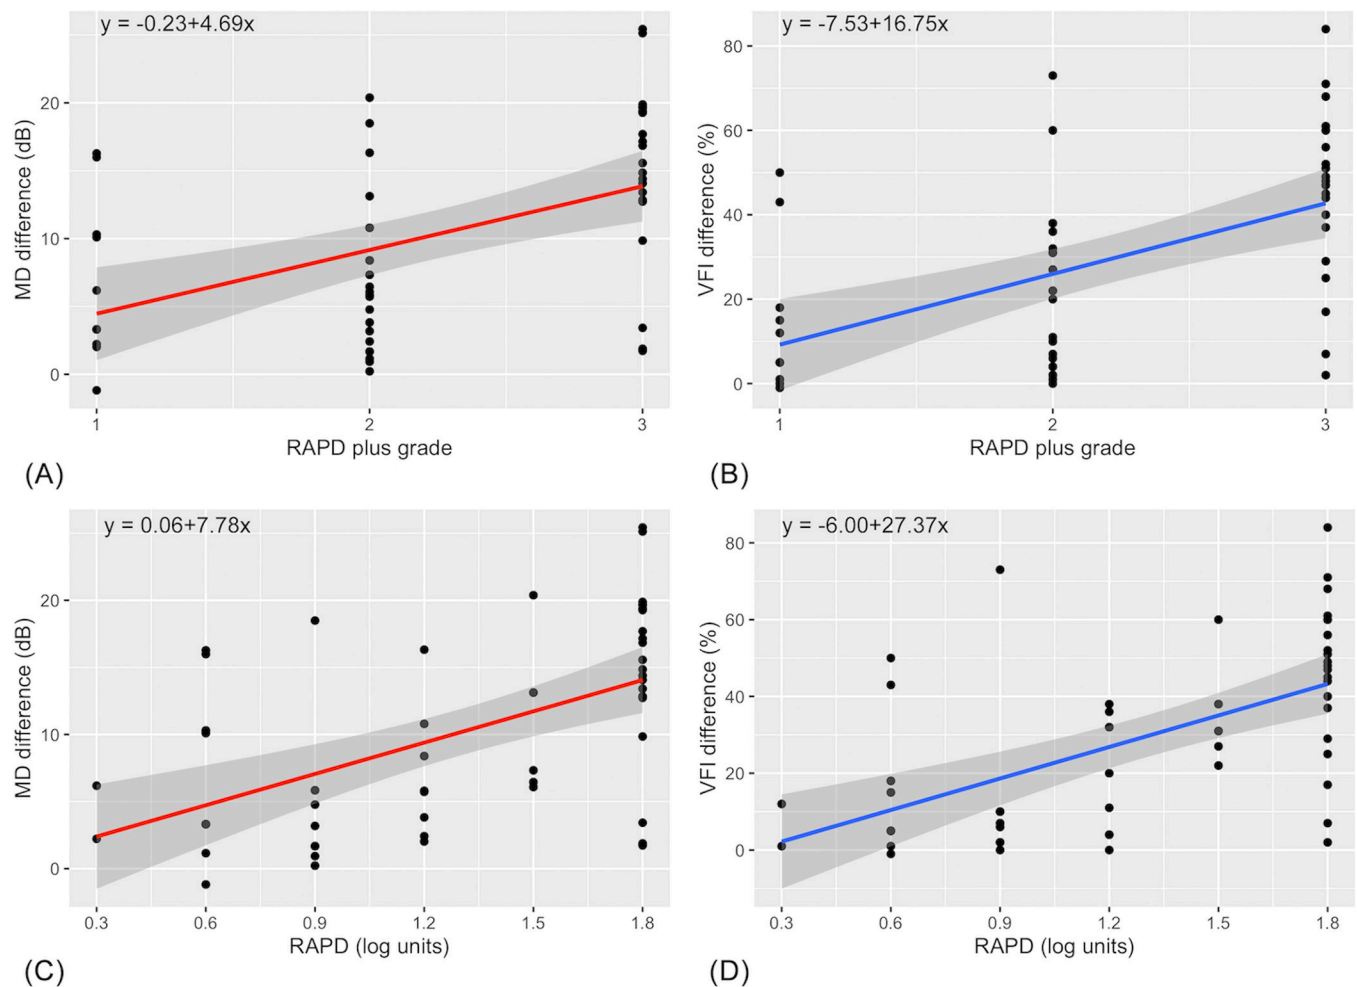 y = -0.23+4.69x
MD difference (dB)
20
10
0
1
2
3
RAPD plus grade
(A)
y = -7.53+16.75x
VFI difference (%)
80
60
40
20
0
1
2
3
RAPD plus grade
(B)
y = 0.06+7.78x
MD difference (dB)
20
10
0
0.3
0.6
0.9
1.2
1.5
1.8
RAPD (log units)
(C)
y = -6.00+27.37x
VFI difference (%)
80
60
40
20
0
0.3
0.6
0.9
1.2
1.5
1.8
RAPD (log units)
(D)